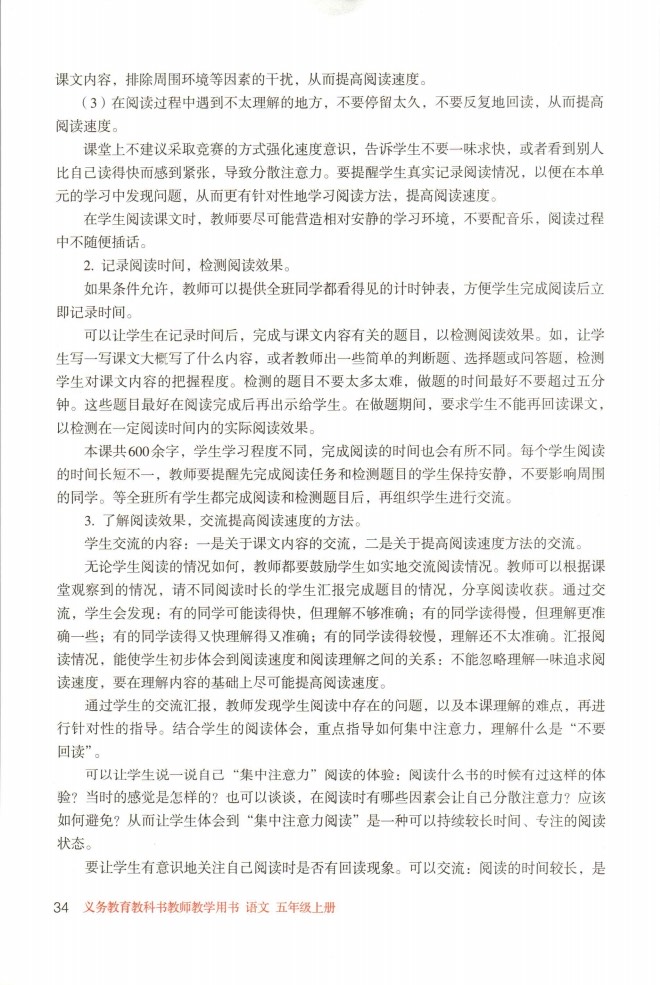 课文内容，排除周围环境等因素的干扰，从而提高阅读速度。
（3）在阅读过程中遇到不太理解的地方，不要停留太久，不要反复地回读，从而提高
阅读速度。
课堂上不建议采取竞赛的方式强化速度意识，告诉学生不要一味求快，或者看到别人
比自己读得快而感到紧张，导致分散注意力。要提醒学生真实记录阅读情况，以便在本单
元的学习中发现问题，从而更有针对性地学习阅读方法，提高阅读速度。
在学生阅读课文时，教师要尽可能营造相对安静的学习环境，不要配音乐，阅读过程
中不随便插话。
2. 记录阅读时间，检测阅读效果。
如果条件允许，教师可以提供全班同学都看得见的计时钟表，方便学生完成阅读后立
即记录时间。
可以让学生在记录时间后，完成与课文内容有关的题目，以检测阅读效果。如，让学
生写一写课文大概写了什么内容，或者教师出一些简单的判断题、选择题或问答题，检测
学生对课文内容的把握程度。检测的题目不要太多太难，做题的时间最好不要超过五分
钟。这些题目最好在阅读完成后再出示给学生。在做题期间，要求学生不能再回读课文，
以检测在一定阅读时间内的实际阅读效果。
本课共600余字，学生学习程度不同，完成阅读的时间也会有所不同。每个学生阅读
的时间长短不一，教师要提醒先完成阅读任务和检测题目的学生保持安静，不要影响周围
的同学。等全班所有学生都完成阅读和检测题目后，再组织学生进行交流。
3. 了解阅读效果，交流提高阅读速度的方法。
学生交流的内容：一是关于课文内容的交流，二是关于提高阅读速度方法的交流。
无论学生阅读的情况如何，教师都要鼓励学生如实地交流阅读情况。教师可以根据课
堂观察到的情况，请不同阅读时长的学生汇报完成题目的情况，分享阅读收获。通过交
流，学生会发现：有的同学可能读得快，但理解不够准确；有的同学读得慢，但理解更准
确一些；有的同学读得又快理解得又准确；有的同学读得较慢，理解还不太准确。汇报阅
读情况，能使学生初步体会到阅读速度和阅读理解之间的关系：不能忽略理解一味追求阅
读速度，要在理解内容的基础上尽可能提高阅读速度。
通过学生的交流汇报，教师发现学生阅读中存在的问题，以及本课理解的难点，再进
行针对性的指导。结合学生的阅读体会，重点指导如何集中注意力，理解什么是“不要
回读”。
可以让学生说一说自己“集中注意力”阅读的体验：阅读什么书的时候有过这样的体
验？当时的感觉是怎样的？也可以谈谈，在阅读时有哪些因素会让自己分散注意力？应该
如何避免？从而让学生体会到“集中注意力阅读”是一种可以持续较长时间、专注的阅读
状态。
要让学生有意识地关注自己阅读时是否有回读现象。可以交流：阅读的时间较长，是
34 义务教育教科书教师教学用书 语文 五年级上册